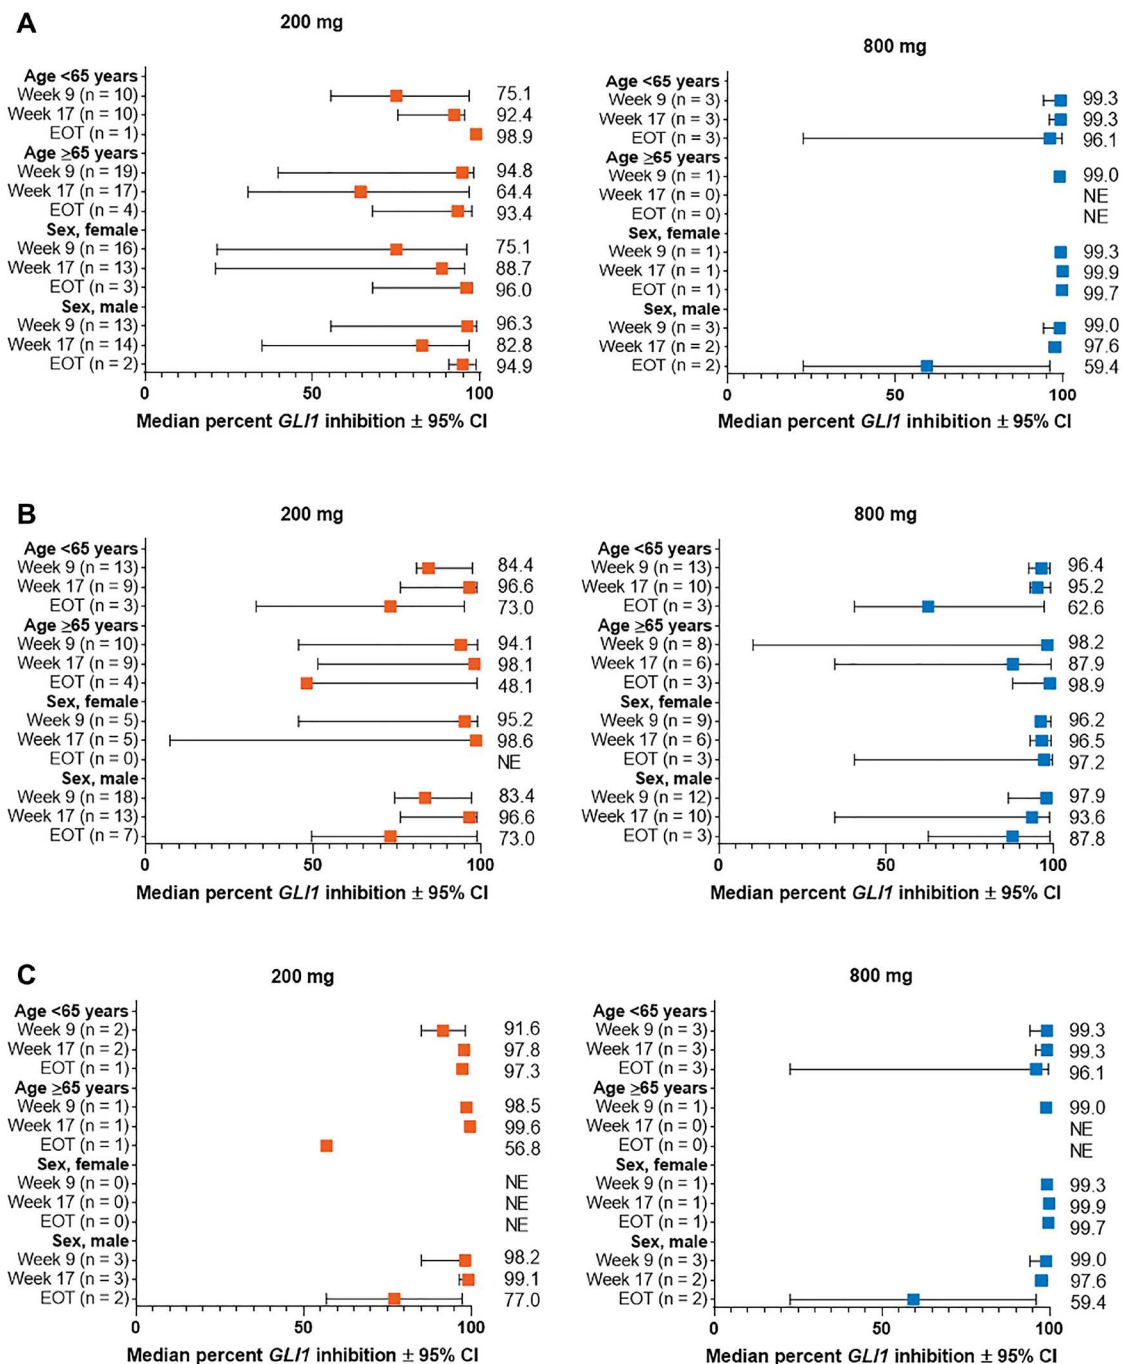 A
200 mg
Age <65 years
Week 9 (n = 10) 75.1
Week 17 (n = 10) 92.4
EOT (n = 1) 98.9
Age ≥65 years
Week 9 (n = 19) 94.8
Week 17 (n = 17) 64.4
EOT (n = 4) 93.4
Sex, female
Week 9 (n = 16) 75.1
Week 17 (n = 13) 88.7
EOT (n = 3) 96.0
Sex, male
Week 9 (n = 13) 96.3
Week 17 (n = 14) 82.8
EOT (n = 2) 94.9
0 50 100
Median percent GLI1 inhibition ± 95% CI
800 mg
Age <65 years
Week 9 (n = 3) 99.3
Week 17 (n = 3) 99.3
EOT (n = 3) 96.1
Age ≥65 years
Week 9 (n = 1) 99.0
Week 17 (n = 0) NE
EOT (n = 0) NE
Sex, female
Week 9 (n = 1) 99.3
Week 17 (n = 1) 99.9
EOT (n = 1) 99.7
Sex, male
Week 9 (n = 3) 99.0
Week 17 (n = 2) 97.6
EOT (n = 2) 59.4
0 50 100
Median percent GLI1 inhibition ± 95% CI
B
200 mg
Age <65 years
Week 9 (n = 13) 84.4
Week 17 (n = 9) 96.6
EOT (n = 3) 73.0
Age ≥65 years
Week 9 (n = 10) 94.1
Week 17 (n = 9) 98.1
EOT (n = 4) 48.1
Sex, female
Week 9 (n = 5) 95.2
Week 17 (n = 5) 98.6
EOT (n = 0) NE
Sex, male
Week 9 (n = 18) 83.4
Week 17 (n = 13) 96.6
EOT (n = 7) 73.0
0 50 100
Median percent GLI1 inhibition ± 95% CI
800 mg
Age <65 years
Week 9 (n = 13) 96.4
Week 17 (n = 10) 95.2
EOT (n = 3) 62.6
Age ≥65 years
Week 9 (n = 8) 98.2
Week 17 (n = 6) 87.9
EOT (n = 3) 98.9
Sex, female
Week 9 (n = 9) 96.2
Week 17 (n = 6) 96.5
EOT (n = 3) 97.2
Sex, male
Week 9 (n = 12) 97.9
Week 17 (n = 10) 93.6
EOT (n = 3) 87.8
0 50 100
Median percent GLI1 inhibition ± 95% CI
C
200 mg
Age <65 years
Week 9 (n = 2) 91.6
Week 17 (n = 2) 97.8
EOT (n = 1) 97.3
Age ≥65 years
Week 9 (n = 1) 98.5
Week 17 (n = 1) 99.6
EOT (n = 1) 56.8
Sex, female
Week 9 (n = 0) NE
Week 17 (n = 0) NE
EOT (n = 0) NE
Sex, male
Week 9 (n = 3) 98.2
Week 17 (n = 3) 99.1
EOT (n = 2) 77.0
0 50 100
Median percent GLI1 inhibition ± 95% CI
800 mg
Age <65 years
Week 9 (n = 3) 99.3
Week 17 (n = 3) 99.3
EOT (n = 3) 96.1
Age ≥65 years
Week 9 (n = 1) 99.0
Week 17 (n = 0) NE
EOT (n = 0) NE
Sex, female
Week 9 (n = 1) 99.3
Week 17 (n = 1) 99.9
EOT (n = 1) 99.7
Sex, male
Week 9 (n = 3) 99.0
Week 17 (n = 2) 97.6
EOT (n = 2) 59.4
0 50 100
Median percent GLI1 inhibition ± 95% CI